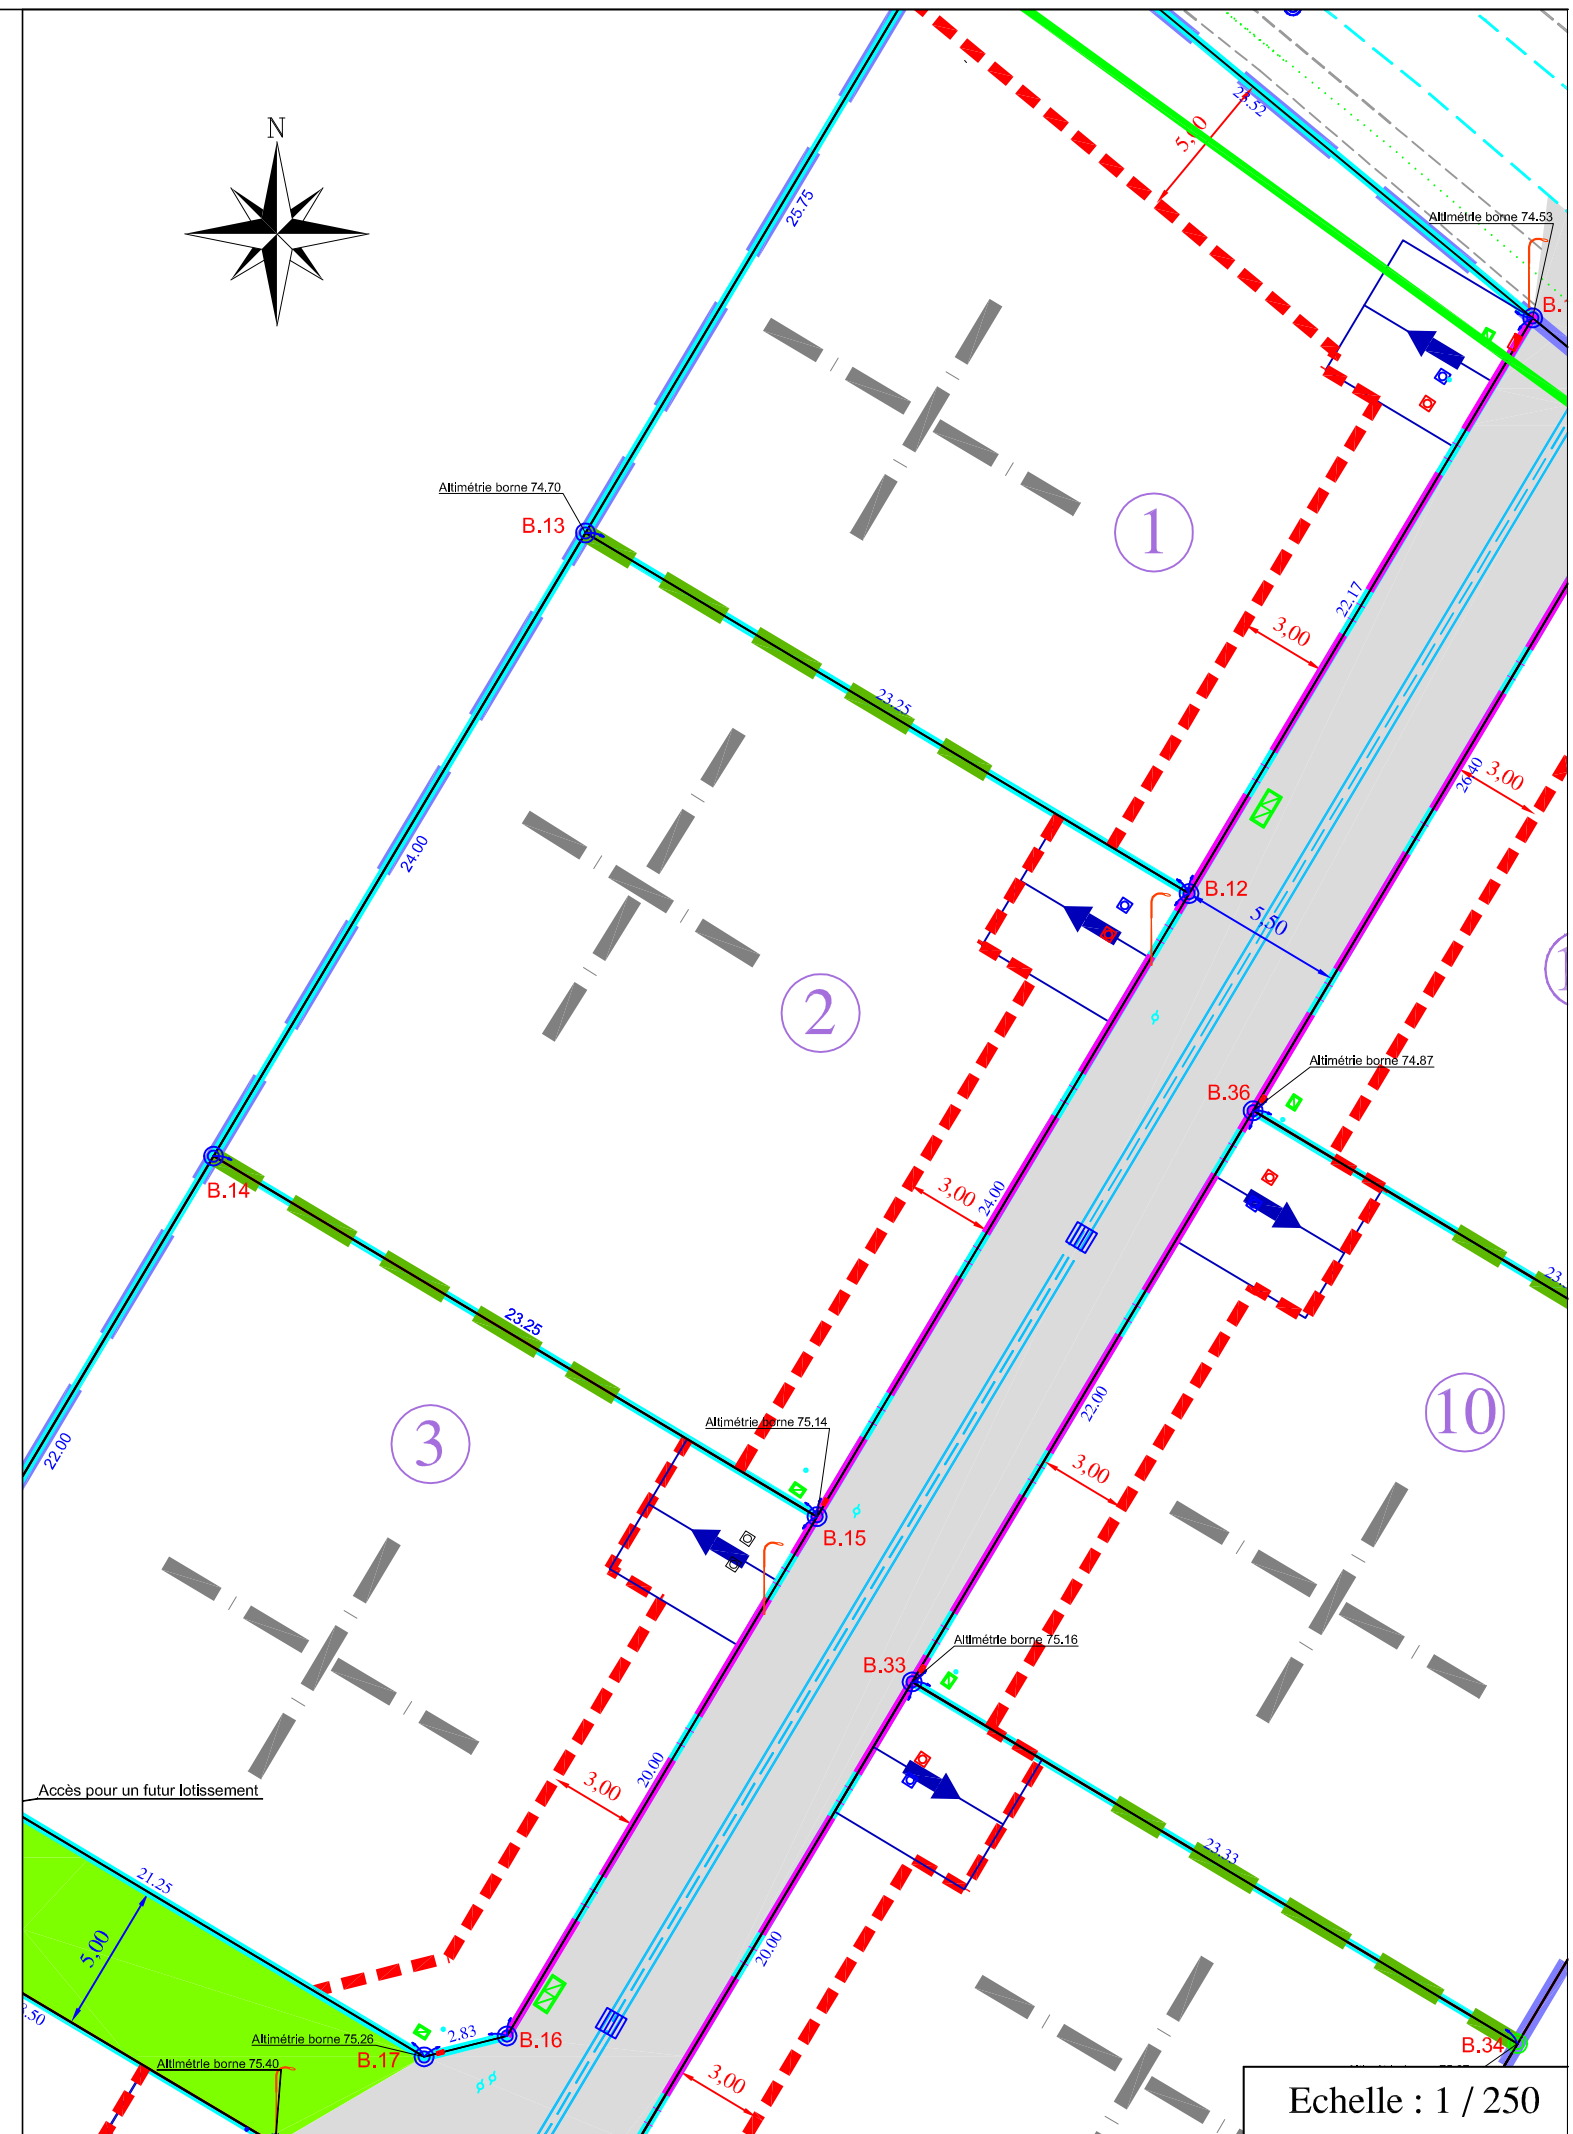 N
23.52
5,00
Altimétrie borne 74.53
25.75
Altimétrie borne 74.70
B.13
1
22.17
3,00
23.25
26.40
3,00
24.00
B.12
5,50
2
Altimétrie borne 74.87
B.36
B.14
3,00
24.00
23.25
22.00
3
Altimétrie borne 75.14
B.15
22.00
10
3,00
Altimétrie borne 75.16
B.33
20.00
3,00
Accès pour un futur lotissement
21.25
5,00
23.33
20.00
2.83
B.16
Altimétrie borne 75.26
B.17
Altimétrie borne 75.40
3,00
B.34
Echelle : 1 / 250